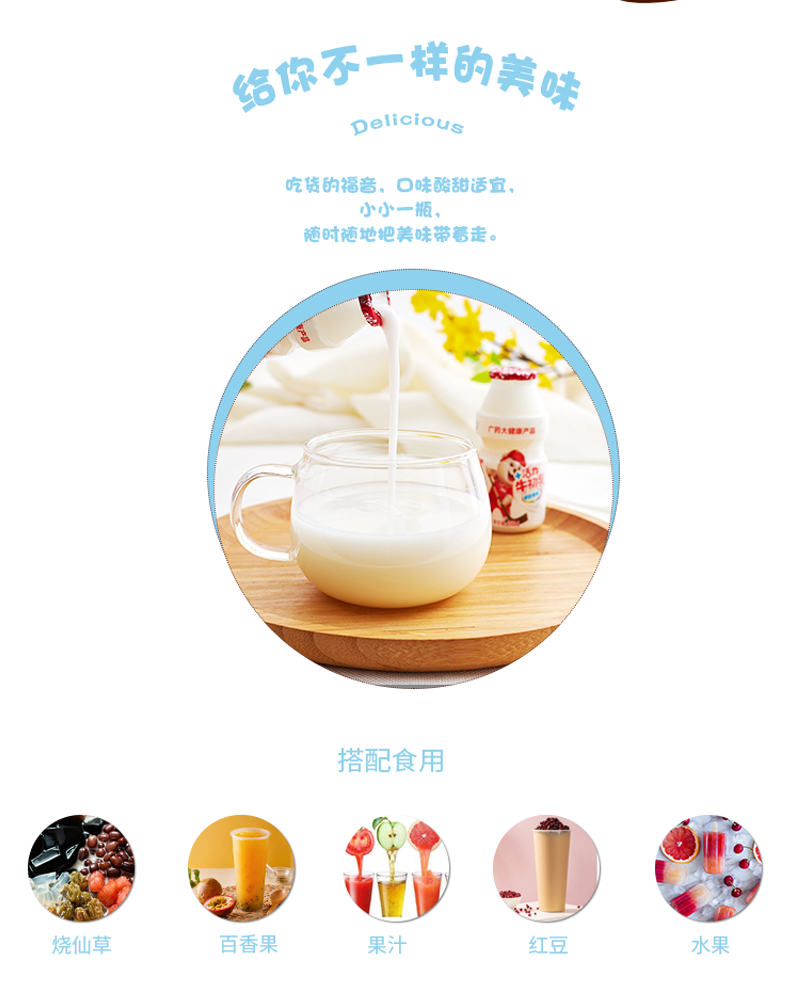 给你不一样的美味
Delicious
吃货的福音，口味酸甜适宜，
小小一瓶，
随时随地把美味带着走。
广药大健康产品
活力
牛初乳
搭配食用
烧仙草
百香果
果汁
红豆
水果